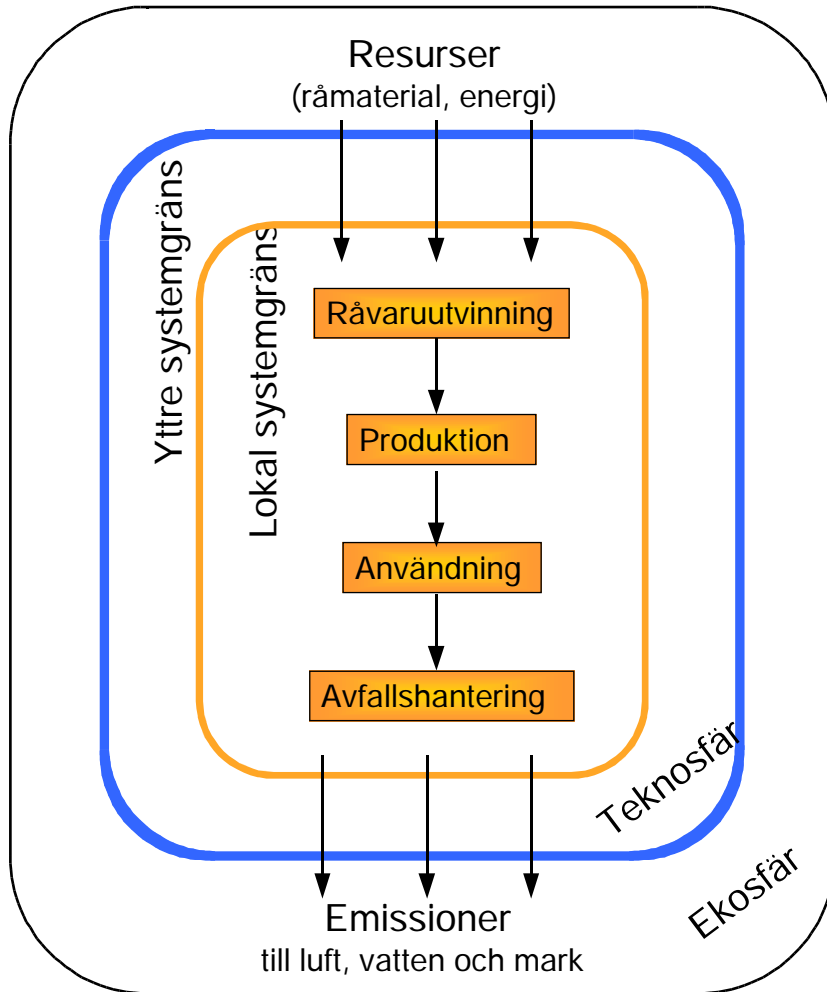 Resurser
(råmaterial, energi)
Yttre systemgräns
Lokal systemgräns
Råvaruutvinning
Produktion
Användning
Avfallshantering
Teknosfär
Ekosfär
Emissioner
till luft, vatten och mark